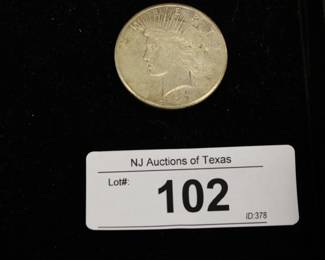 NJ Auctions of Texas
Lot#:
102
ID:378